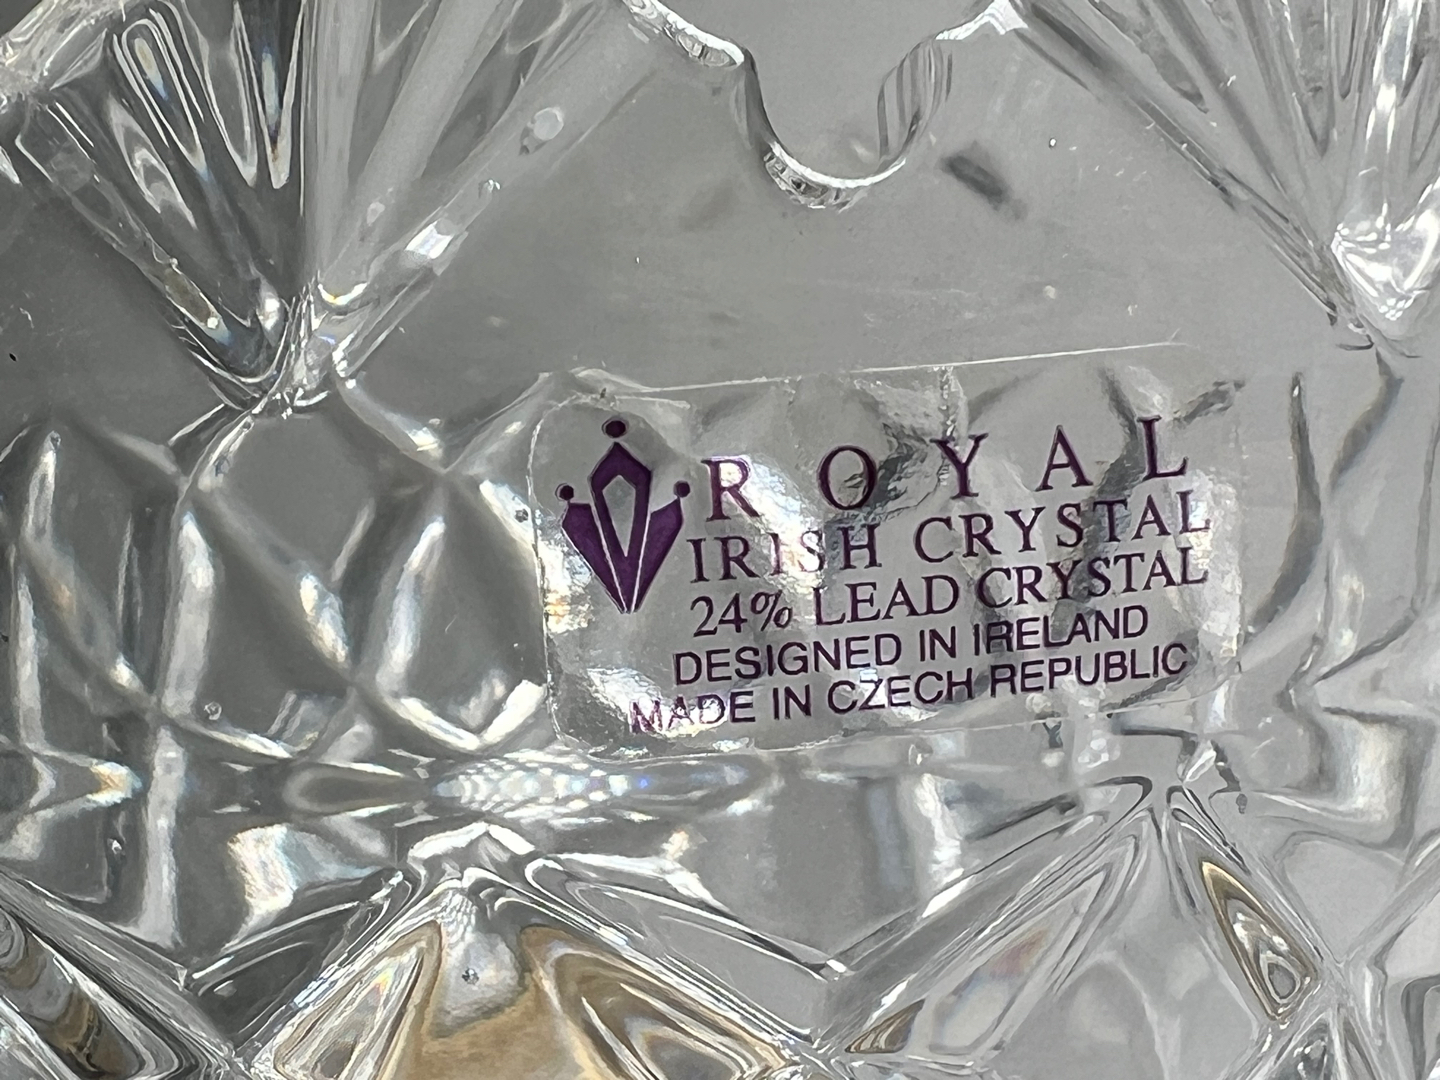 ROYAL
IRISH CRYSTAL
24% LEAD CRYSTAL
DESIGNED IN IRELAND
MADE IN CZECH REPUBLIC